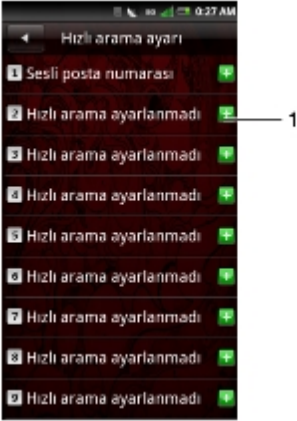 0:27 AM
Hızlı arama ayarı
1 Sesli posta numarası
2 Hızlı arama ayarlanmadı
1
3 Hızlı arama ayarlanmadı
4 Hızlı arama ayarlanmadı
5 Hızlı arama ayarlanmadı
6 Hızlı arama ayarlanmadı
7 Hızlı arama ayarlanmadı
8 Hızlı arama ayarlanmadı
9 Hızlı arama ayarlanmadı